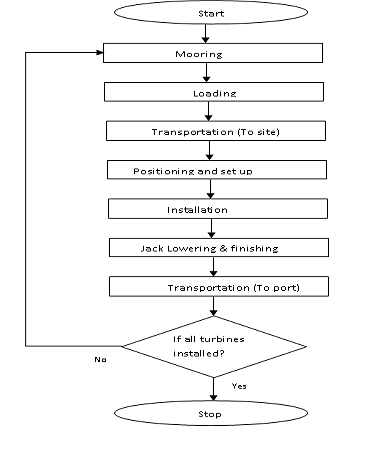 Start
Mooring
Loading
Transportation (To site)
Positioning and set up
Installation
Jack Lowering & finishing
Transportation (To port)
If all turbines
installed?
No
Yes
Stop